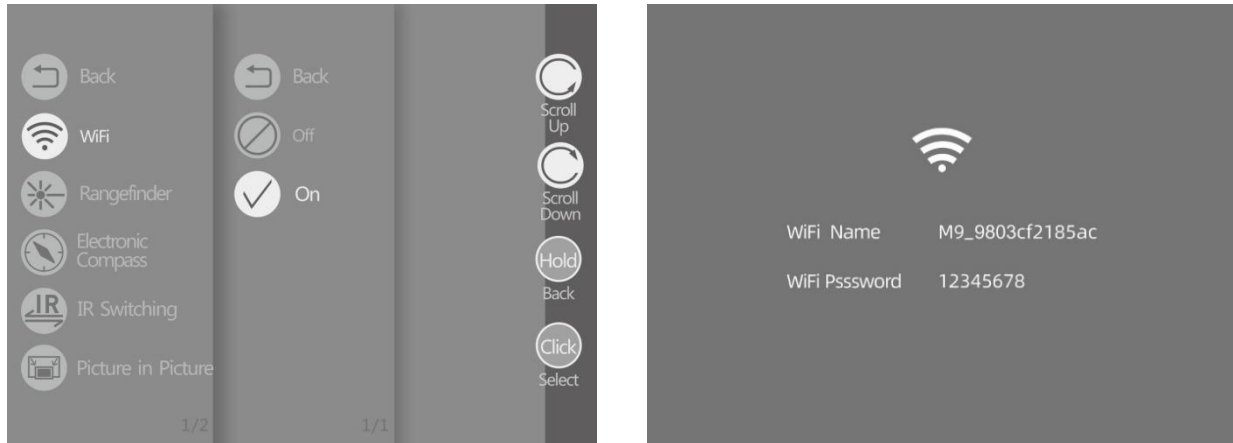 Back
WiFi
Rangefinder
Electronic
Compass
IR
IR Switching
Picture in Picture
1/2
Back
Off
On
1/1
Scroll
Up
Scroll
Down
Hold
Back
Click
Select
WiFi Name M9_9803cf2185ac
WiFi Psssword 12345678